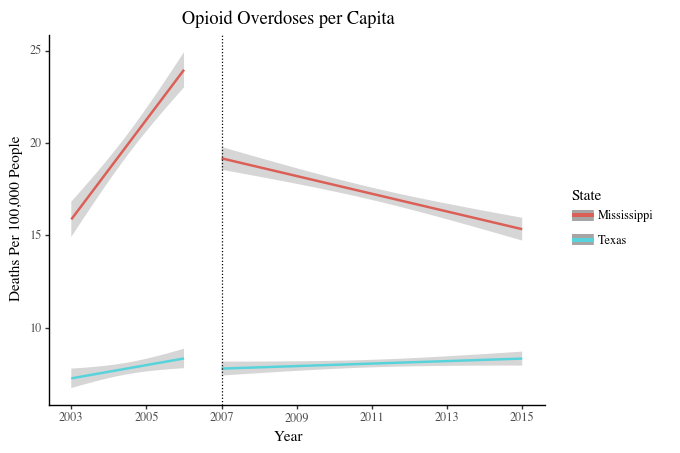 Opioid Overdoses per Capita
Deaths Per 100,000 People
25
20
15
10
2003 2005 2007 2009 2011 2013 2015
Year
State
Mississippi
Texas